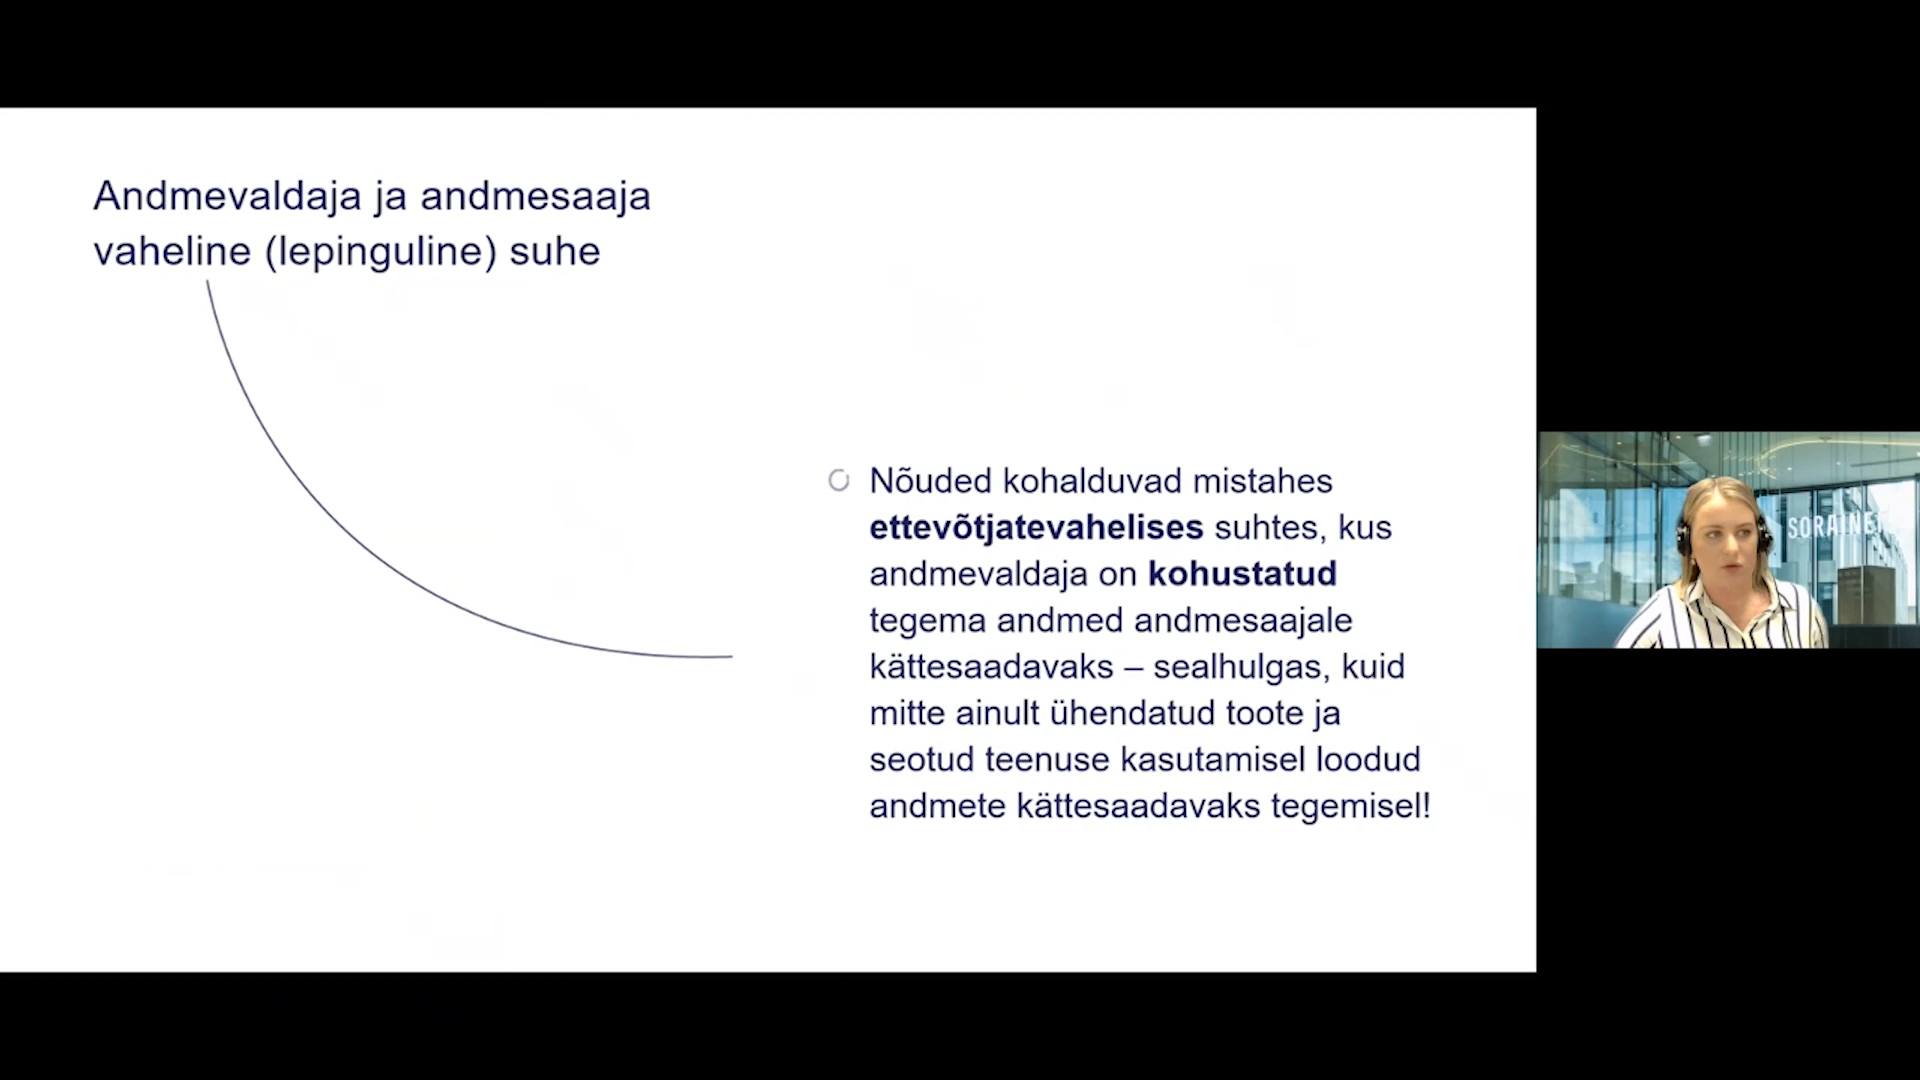 Andmevaldaja ja andmesaaja
vaheline (lepinguline) suhe
Nõuded kohalduvad mistahes
ettevõtjatevahelises suhtes, kus
andmevaldaja on kohustatud
tegema andmed andmesaajale
kättesaadavaks – sealhulgas, kuid
mitte ainult ühendatud toote ja
seotud teenuse kasutamisel loodud
andmete kättesaadavaks tegemisel!
SORAINEN